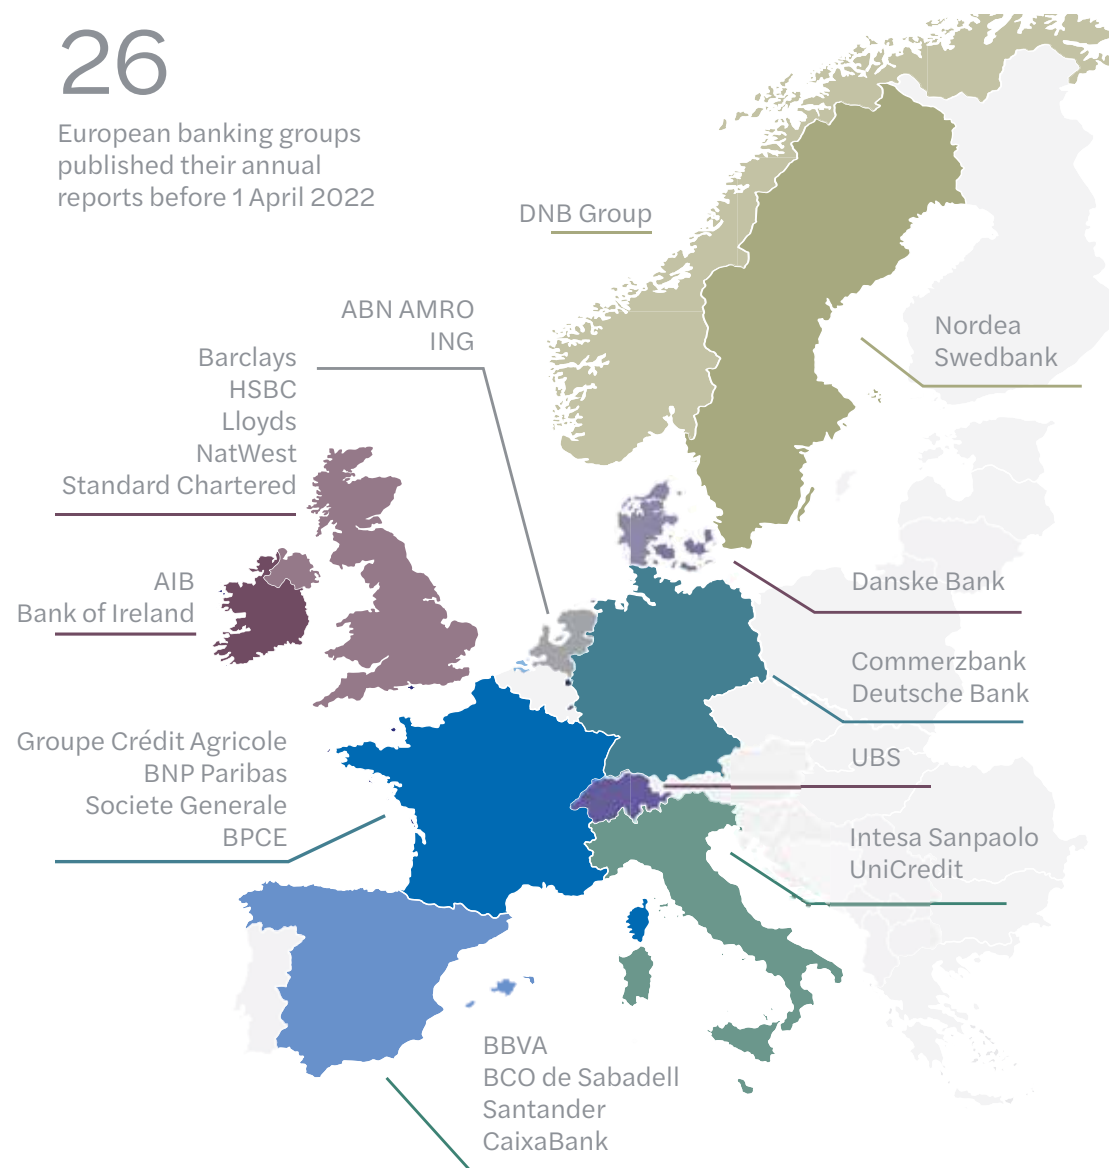 26
European banking groups
published their annual
reports before 1 April 2022
DNB Group
ABN AMRO
ING
Nordea
Swedbank
Barclays
HSBC
Lloyds
NatWest
Standard Chartered
AIB
Bank of Ireland
Danske Bank
Commerzbank
Deutsche Bank
Groupe Crédit Agricole
BNP Paribas
Societe Generale
BPCE
UBS
Intesa Sanpaolo
UniCredit
BBVA
BCO de Sabadell
Santander
CaixaBank